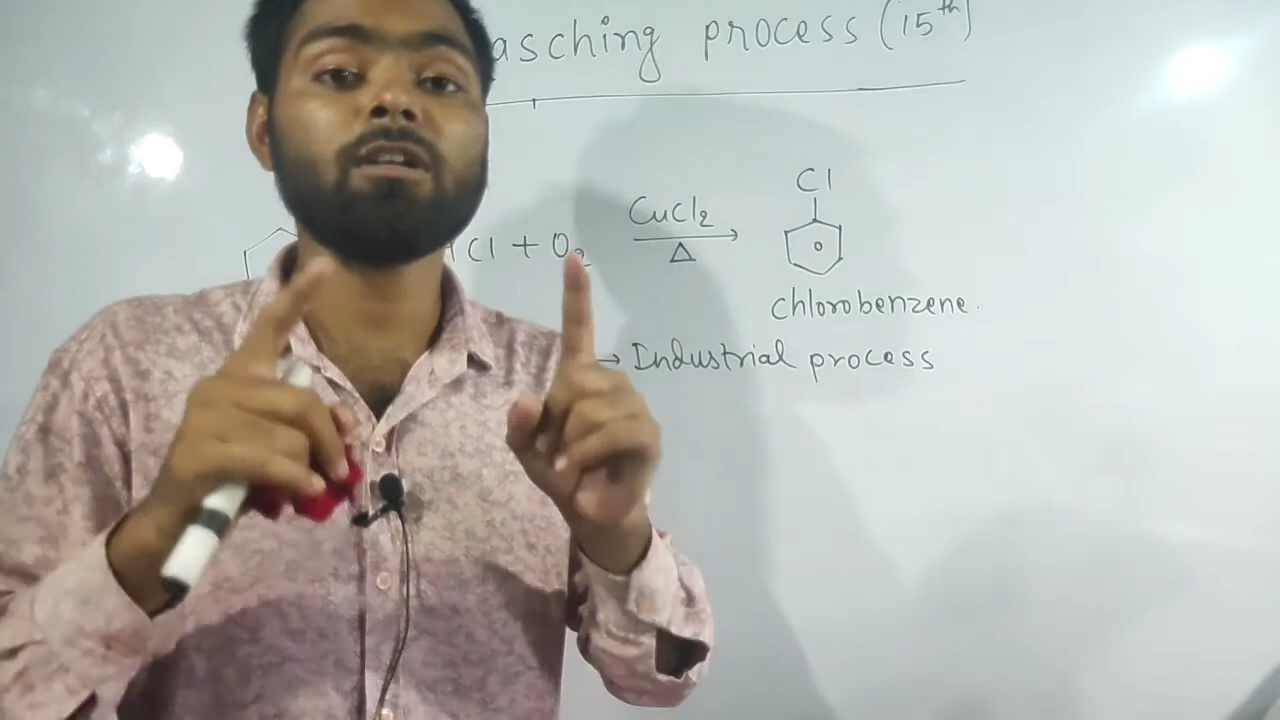 asching process (15th)
Cl
CuCl2
Cl + O2 → Δ
chlorobenzene.
→ Industrial process